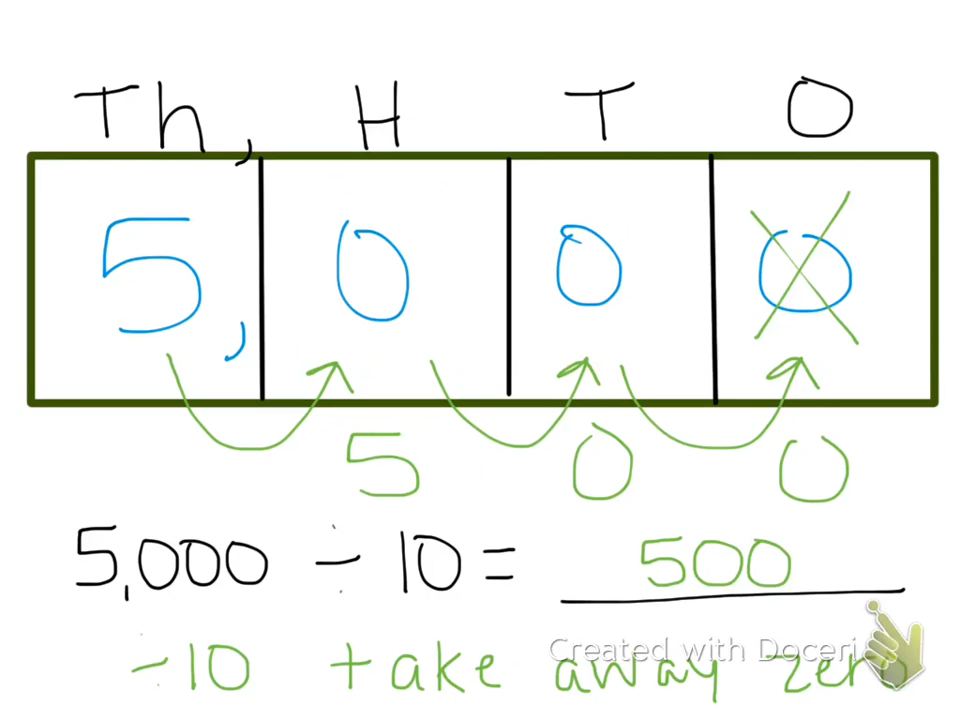 Th, H T O
5, 0 0 0
5 0 0
5,000 ÷ 10 = 500
Created with Doceri
÷10 take away zero